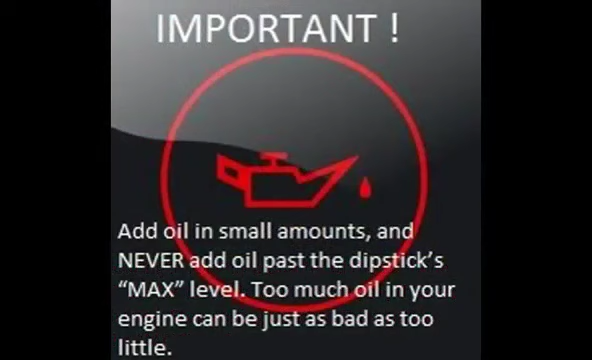 IMPORTANT !
Add oil in small amounts, and
NEVER add oil past the dipstick's
“MAX” level. Too much oil in your
engine can be just as bad as too
little.